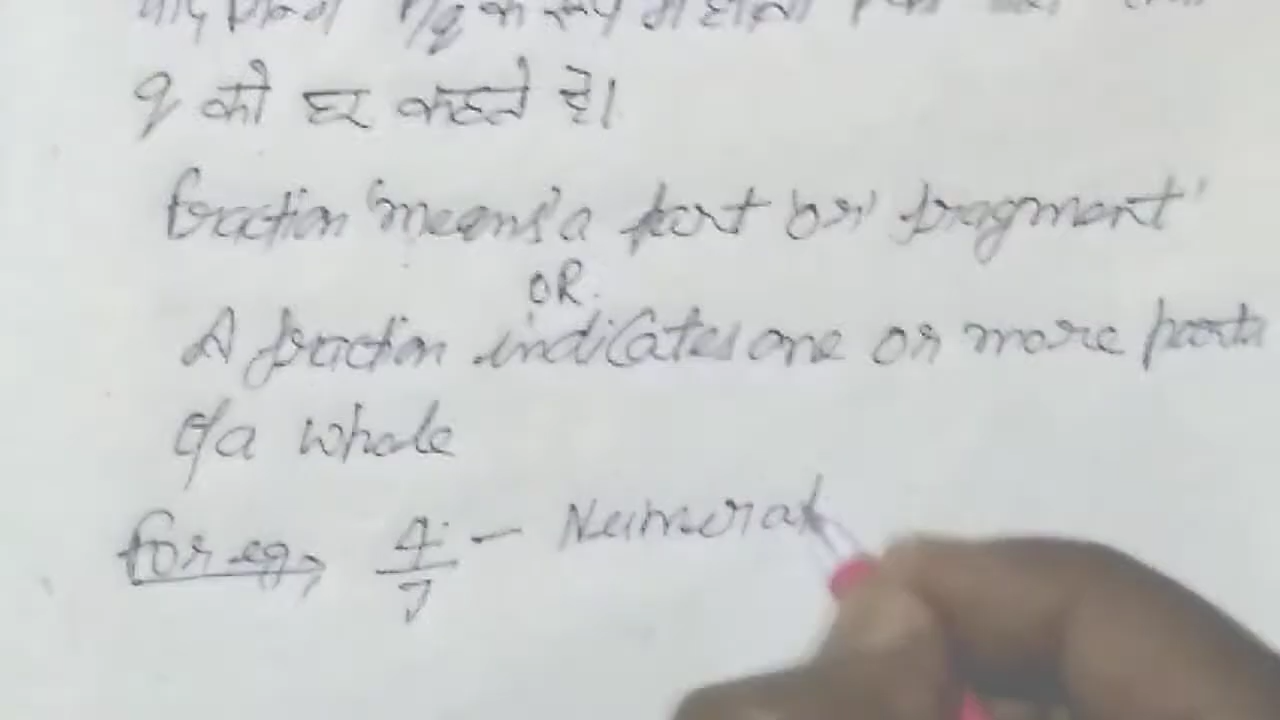 p/q के रूप में
q को हर कहते है।
fraction 'means' a part 'or' fragment'
OR
A fraction indicates one or more parts
of a whole
for eg, 4/7 – Numerat